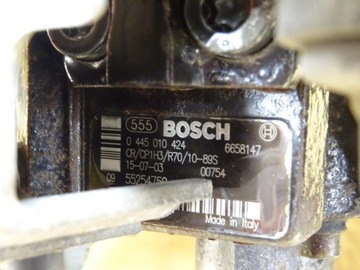 555 BOSCH
0 445 010 424 6658147
CR/CP1H3/R70/10-89S
15-07-03 00754
09 55254750
Made in Italy